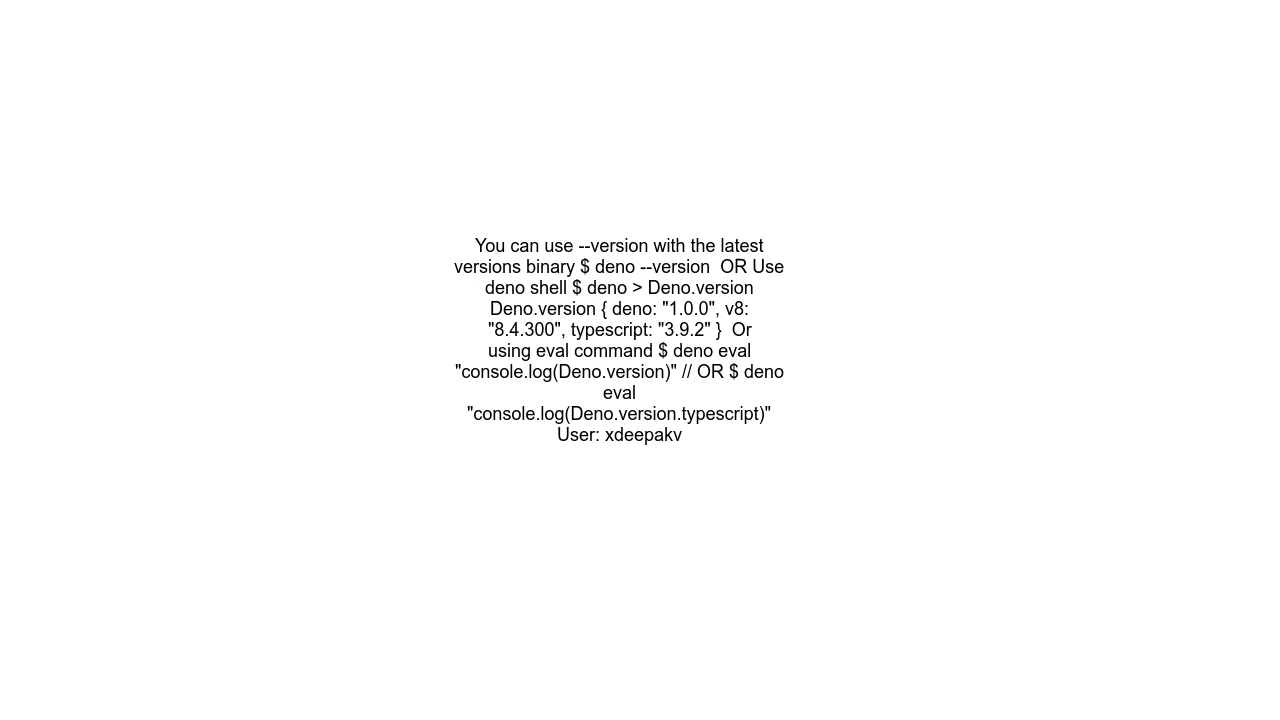 You can use --version with the latest
versions binary $ deno --version  OR Use
deno shell $ deno > Deno.version
Deno.version { deno: "1.0.0", v8:
"8.4.300", typescript: "3.9.2" }  Or
using eval command $ deno eval
"console.log(Deno.version)" // OR $ deno
eval
"console.log(Deno.version.typescript)"
User: xdeepakv